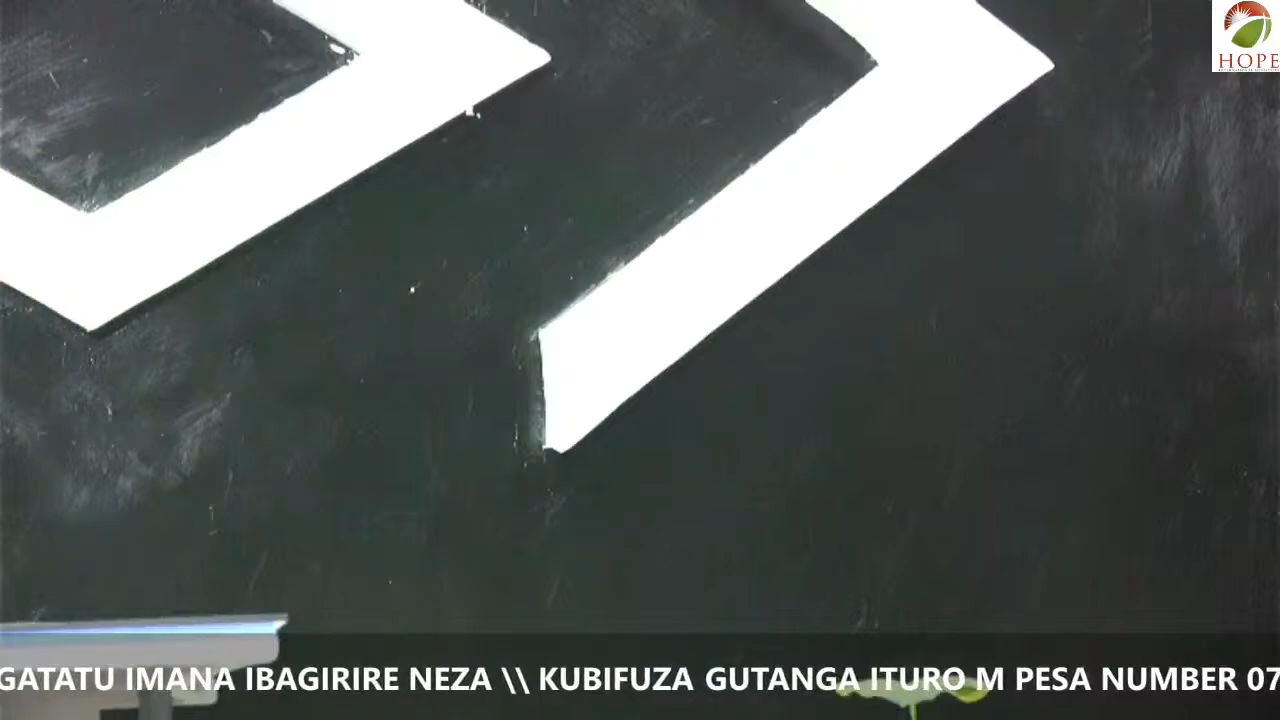 HOPE
GATATU IMANA IBAGIRIRE NEZA \\ KUBIFUZA GUTANGA ITURO M PESA NUMBER 07